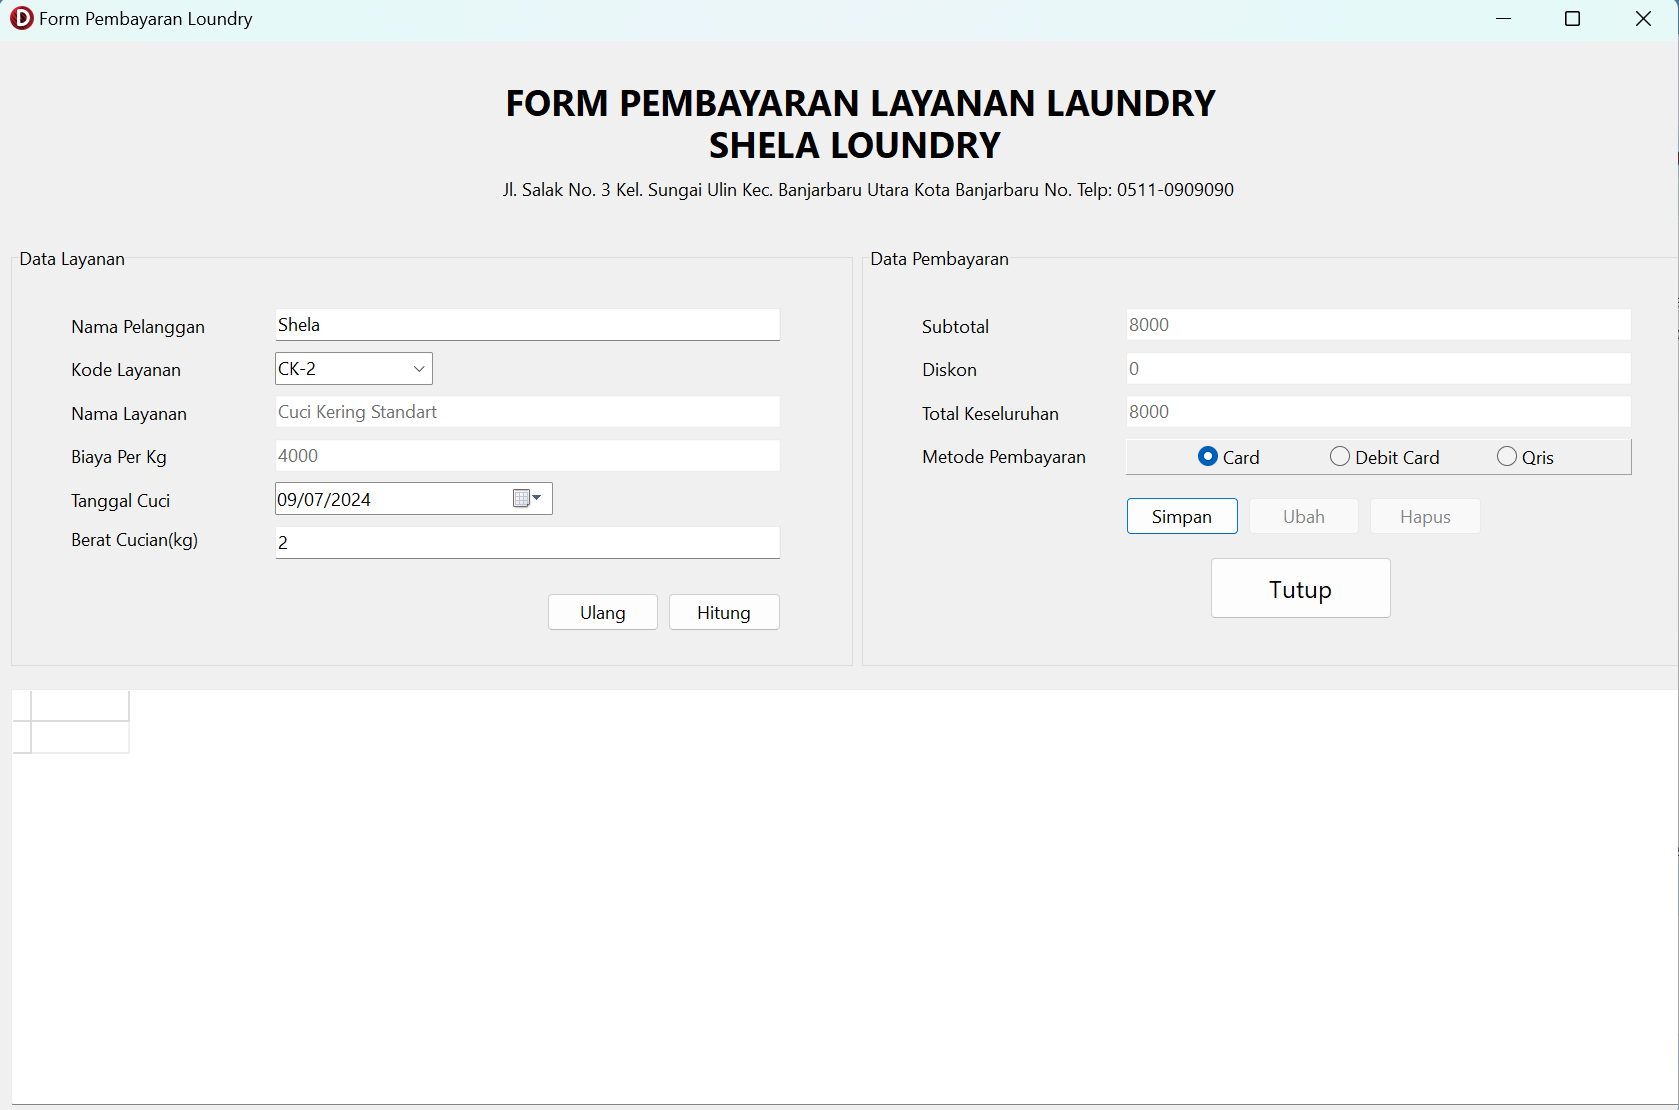 Form Pembayaran Loundry
FORM PEMBAYARAN LAYANAN LAUNDRY
SHELA LOUNDRY
Jl. Salak No. 3 Kel. Sungai Ulin Kec. Banjarbaru Utara Kota Banjarbaru No. Telp: 0511-0909090
Data Layanan
Nama Pelanggan Shela
Kode Layanan CK-2
Nama Layanan Cuci Kering Standart
Biaya Per Kg 4000
Tanggal Cuci 09/07/2024
Berat Cucian(kg) 2
Ulang Hitung
Data Pembayaran
Subtotal 8000
Diskon 0
Total Keseluruhan 8000
Metode Pembayaran Card Debit Card Qris
Simpan Ubah Hapus
Tutup